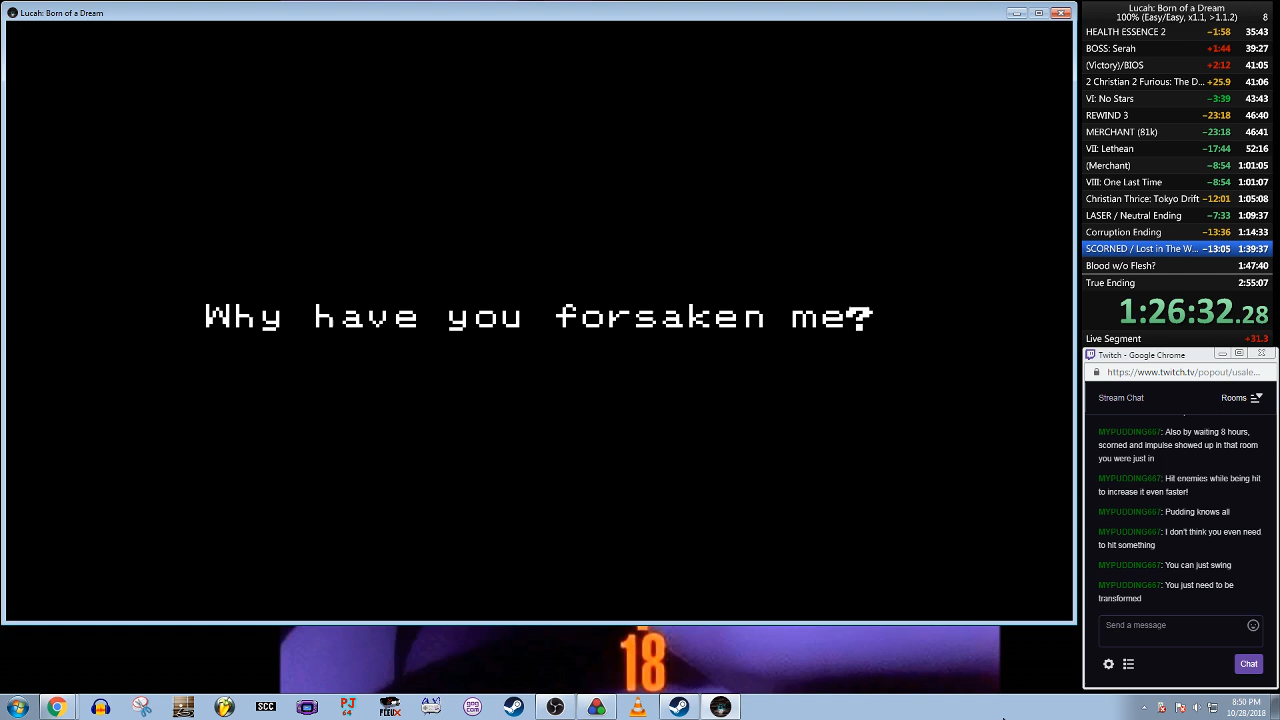 Lucah: Born of a Dream
Why have you forsaken me?
18
Lucah: Born of a Dream
100% (Easy/Easy, x1.1, >1.1.2) 8
HEALTH ESSENCE 2 −1:58 35:43
BOSS: Serah +1:44 39:27
(Victory)/BIOS +2:12 41:05
2 Christian 2 Furious: The D... +25.9 41:06
VI: No Stars −3:39 43:43
REWIND 3 −23:18 46:40
MERCHANT (81k) −23:18 46:41
VII: Lethean −17:44 52:16
(Merchant) −8:54 1:01:05
VIII: One Last Time −8:54 1:01:07
Christian Thrice: Tokyo Drift −12:01 1:05:08
LASER / Neutral Ending −7:33 1:09:37
Corruption Ending −13:36 1:14:33
SCORNED / Lost in The W... −13:05 1:39:37
Blood w/o Flesh? 1:47:40
True Ending 2:55:07
1:26:32.28
Live Segment +31.3
Twitch - Google Chrome
https://www.twitch.tv/popout/usale...
Stream Chat Rooms
MYPUDDING667: Also by waiting 8 hours,
scorned and impulse showed up in that room
you were just in
MYPUDDING667: Hit enemies while being hit
to increase it even faster!
MYPUDDING667: Pudding knows all
MYPUDDING667: I don't think you even need
to hit something
MYPUDDING667: You can just swing
MYPUDDING667: You just need to be
transformed
Send a message
Chat
SCC
PJ
64
8:50 PM
10/28/2018